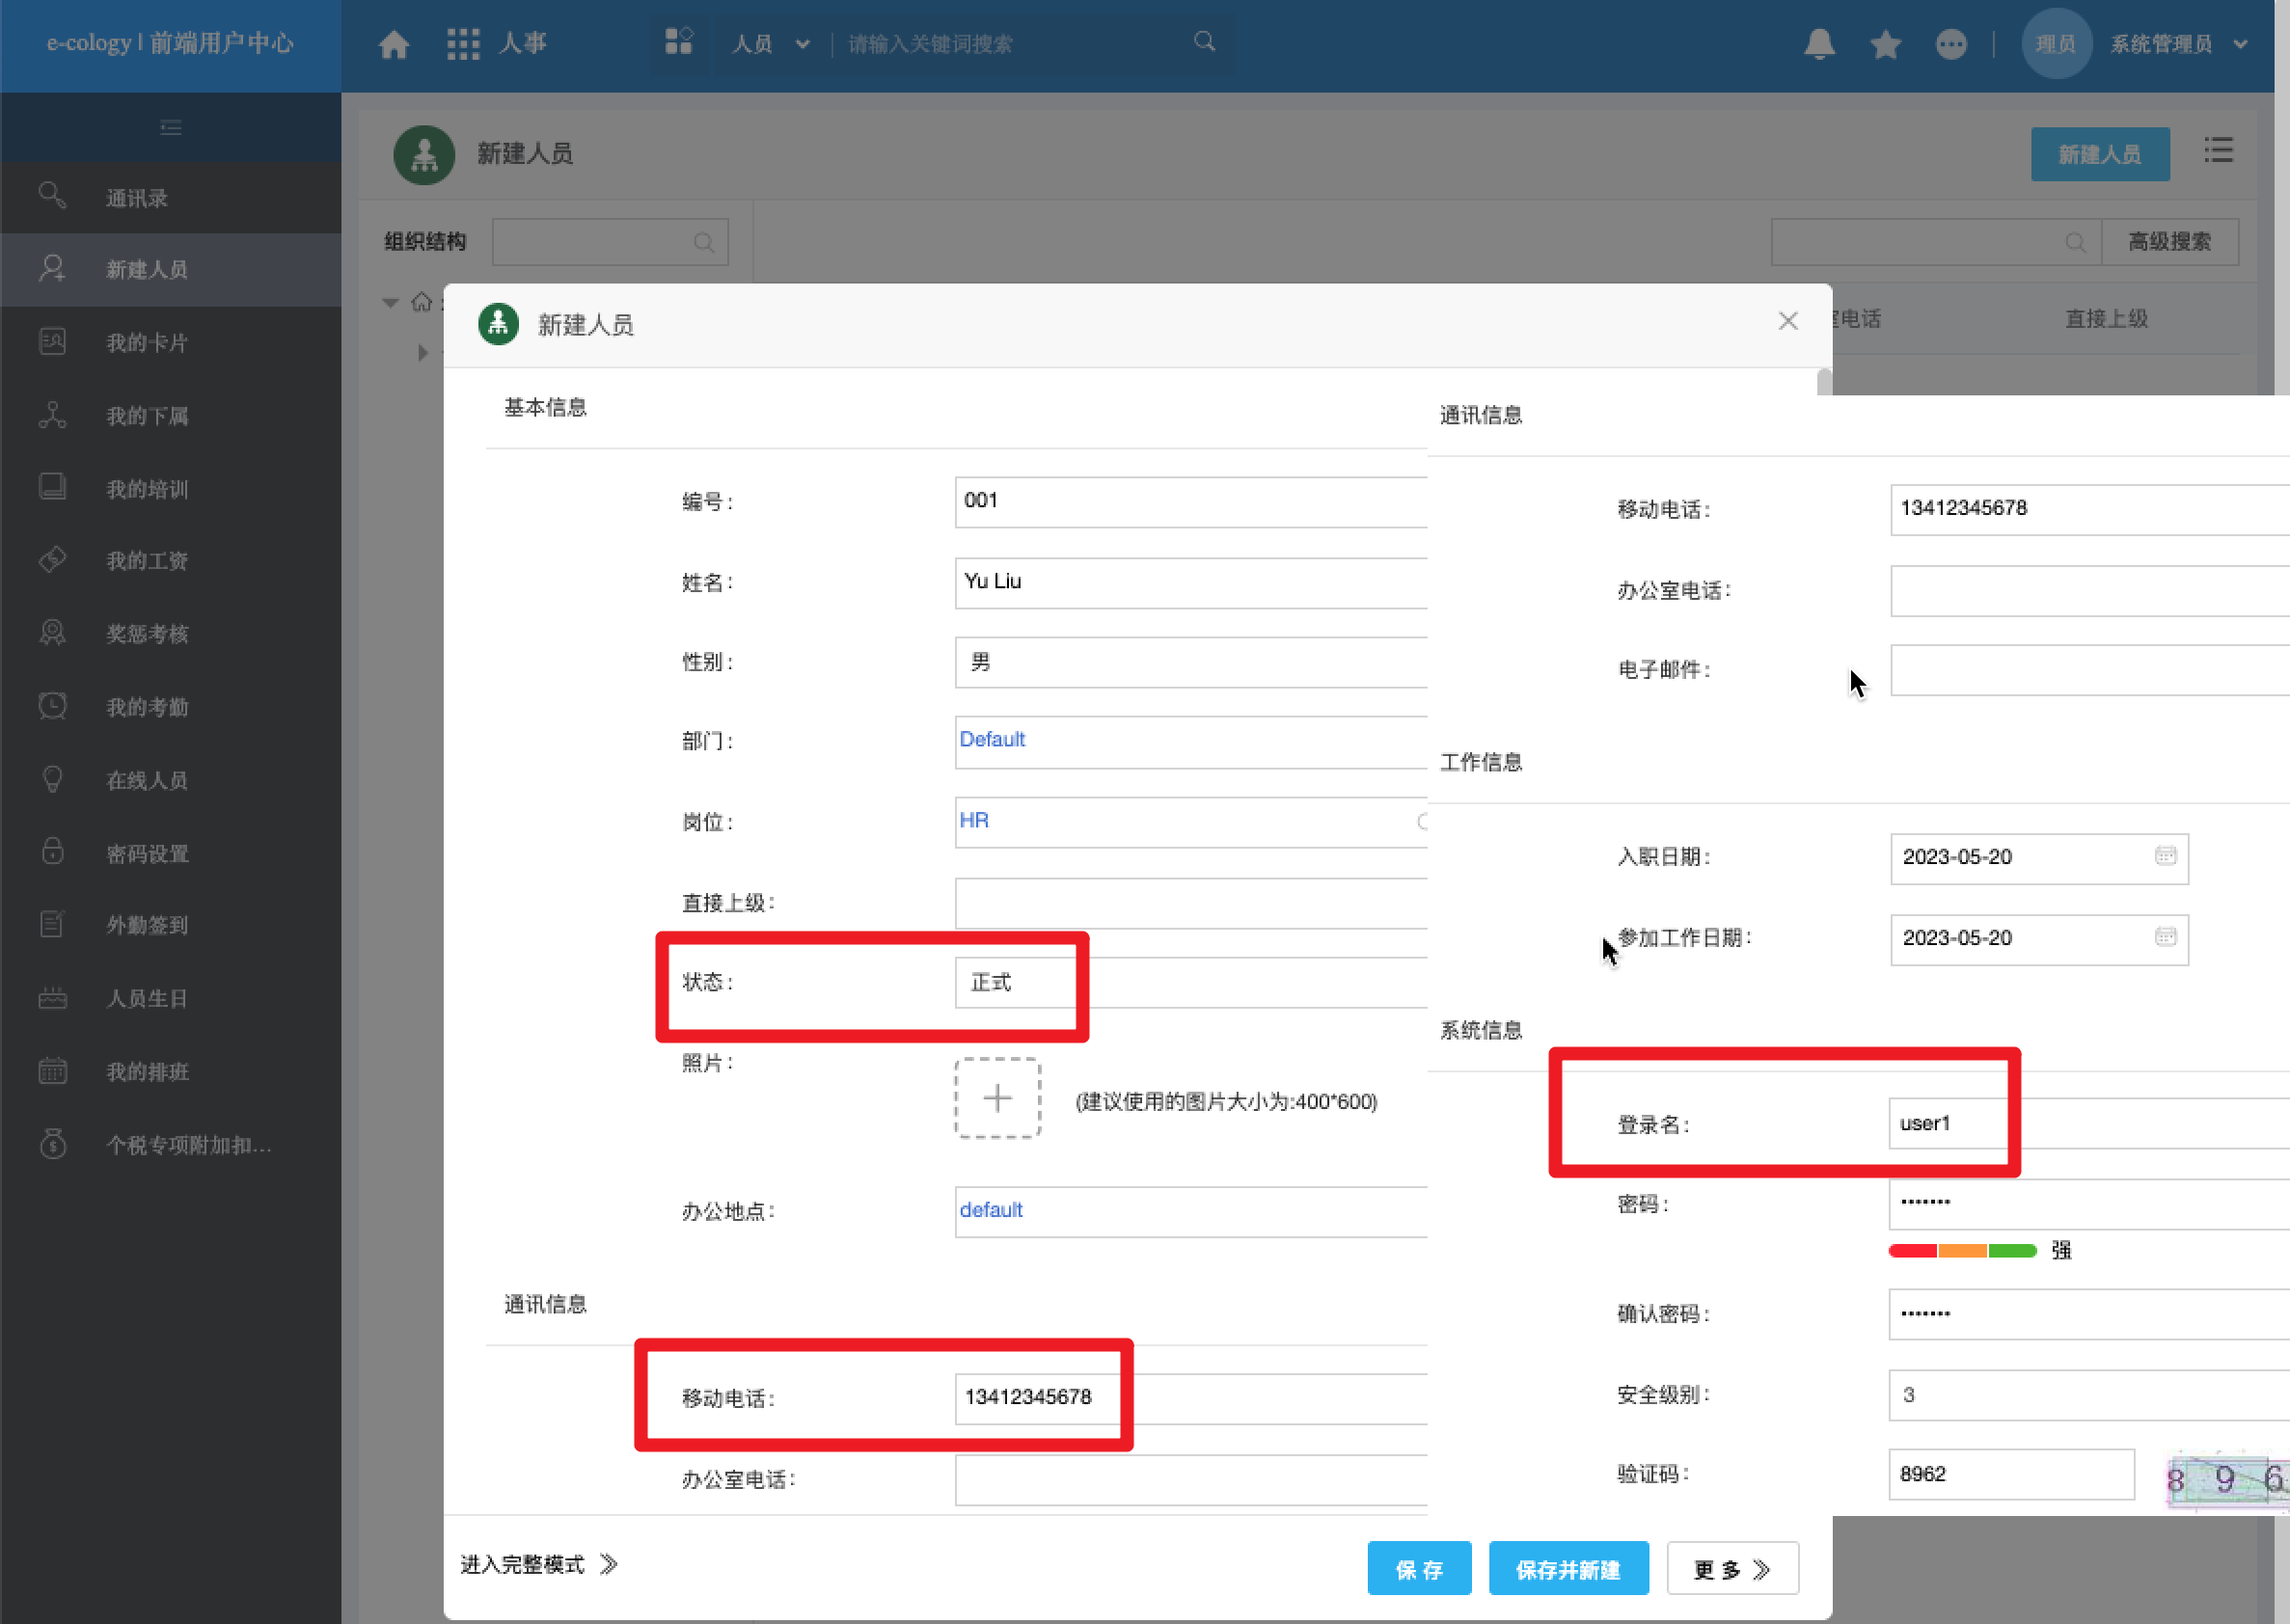 e-cology | 前端用户中心
人事
人员
请输入关键词搜索
理员
系统管理员
通讯录
新建人员
我的卡片
我的下属
我的培训
我的工资
奖惩考核
我的考勤
在线人员
密码设置
外勤签到
人员生日
我的排班
个税专项附加扣...
新建人员
新建人员
组织结构
高级搜索
室电话
直接上级
新建人员
基本信息
编号:
001
姓名:
Yu Liu
性别:
男
部门:
Default
岗位:
HR
直接上级:
状态:
正式
照片:
(建议使用的图片大小为:400*600)
办公地点:
default
通讯信息
移动电话:
13412345678
办公室电话:
通讯信息
移动电话:
13412345678
办公室电话:
电子邮件:
工作信息
入职日期:
2023-05-20
参加工作日期:
2023-05-20
系统信息
登录名:
user1
密码:
•••••••
强
确认密码:
•••••••
安全级别:
3
验证码:
8962
8 9 6
进入完整模式
保存
保存并新建
更多